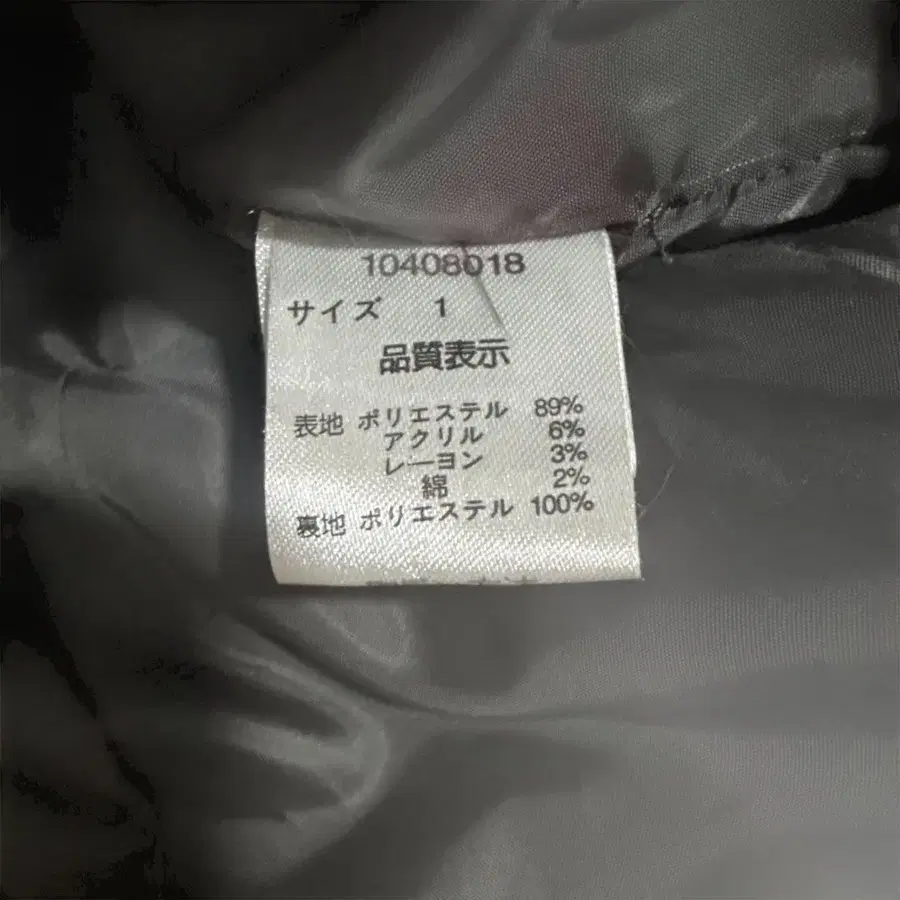 10408018
サイズ 1
品質表示
表地 ポリエステル 89%
アクリル 6%
レーヨン 3%
綿 2%
裏地 ポリエステル 100%